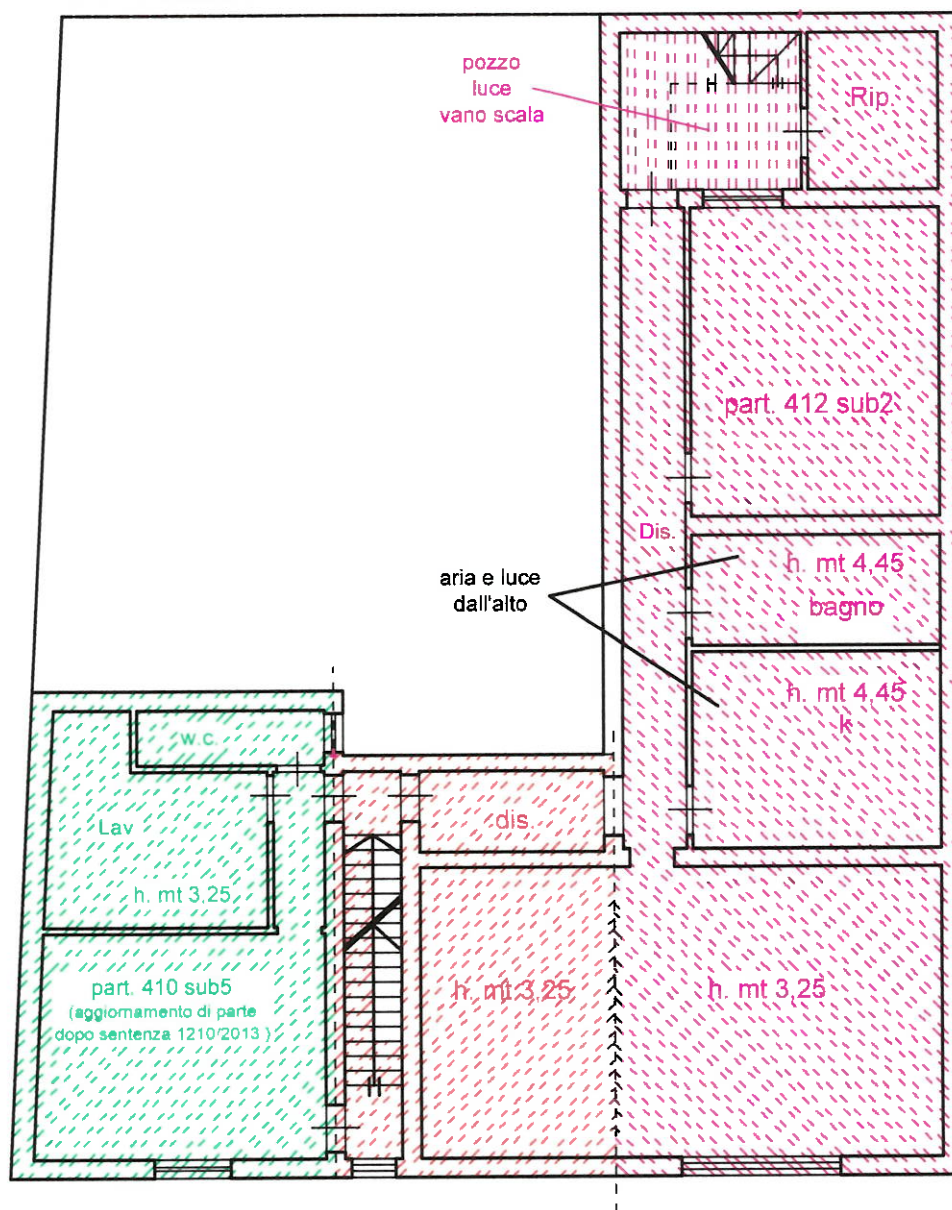 pozzo
luce
vano scala
Rip.
part. 412 sub2
Dis.
h. mt 4,45
bagno
aria e luce
dall'alto
h. mt 4,45
k
w.c.
Lav
h. mt 3,25
dis.
part. 410 sub5
(aggiornamento di parte
dopo sentenza 1210/2013 )
h. mt 3,25
h. mt 3,25